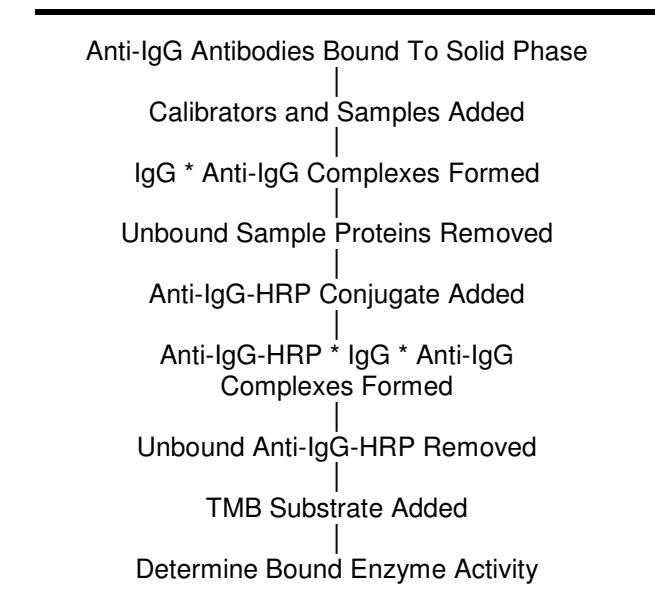 Anti-IgG Antibodies Bound To Solid Phase
Calibrators and Samples Added
IgG * Anti-IgG Complexes Formed
Unbound Sample Proteins Removed
Anti-IgG-HRP Conjugate Added
Anti-IgG-HRP * IgG * Anti-IgG
Complexes Formed
Unbound Anti-IgG-HRP Removed
TMB Substrate Added
Determine Bound Enzyme Activity